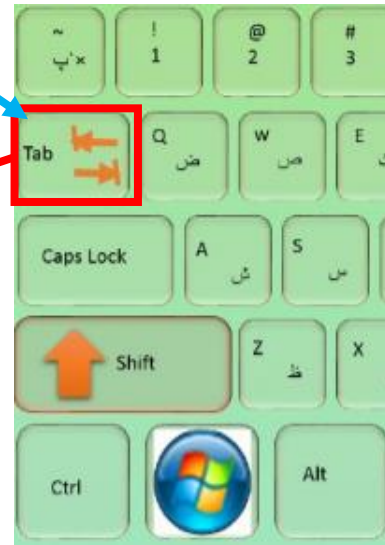 ~ ! @ #
×`پ 1 2 3
Tab Q ض W ص E
Caps Lock A ش S س
Shift Z ظ X
Ctrl Alt